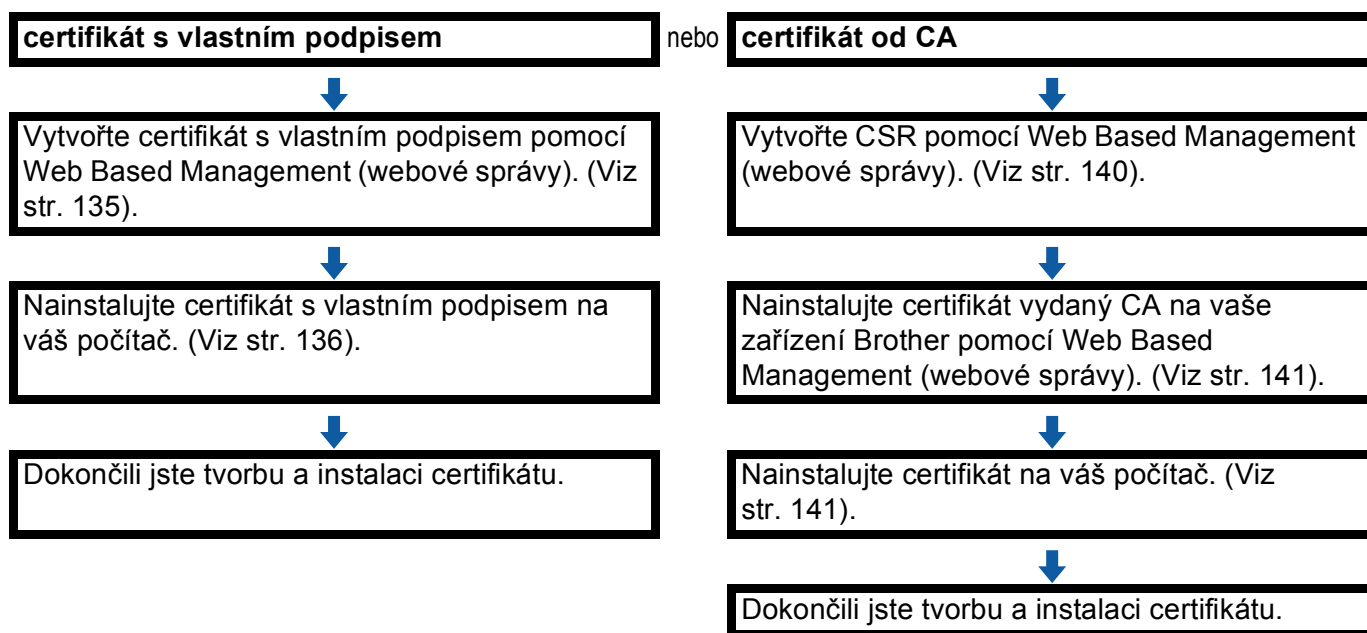 certifikát s vlastním podpisem
nebo
certifikát od CA
Vytvořte certifikát s vlastním podpisem pomocí
Web Based Management (webové správy). (Viz
str. 135).
Vytvořte CSR pomocí Web Based Management
(webové správy). (Viz str. 140).
Nainstalujte certifikát s vlastním podpisem na
váš počítač. (Viz str. 136).
Nainstalujte certifikát vydaný CA na vaše
zařízení Brother pomocí Web Based
Management (webové správy). (Viz str. 141).
Dokončili jste tvorbu a instalaci certifikátu.
Nainstalujte certifikát na váš počítač. (Viz
str. 141).
Dokončili jste tvorbu a instalaci certifikátu.